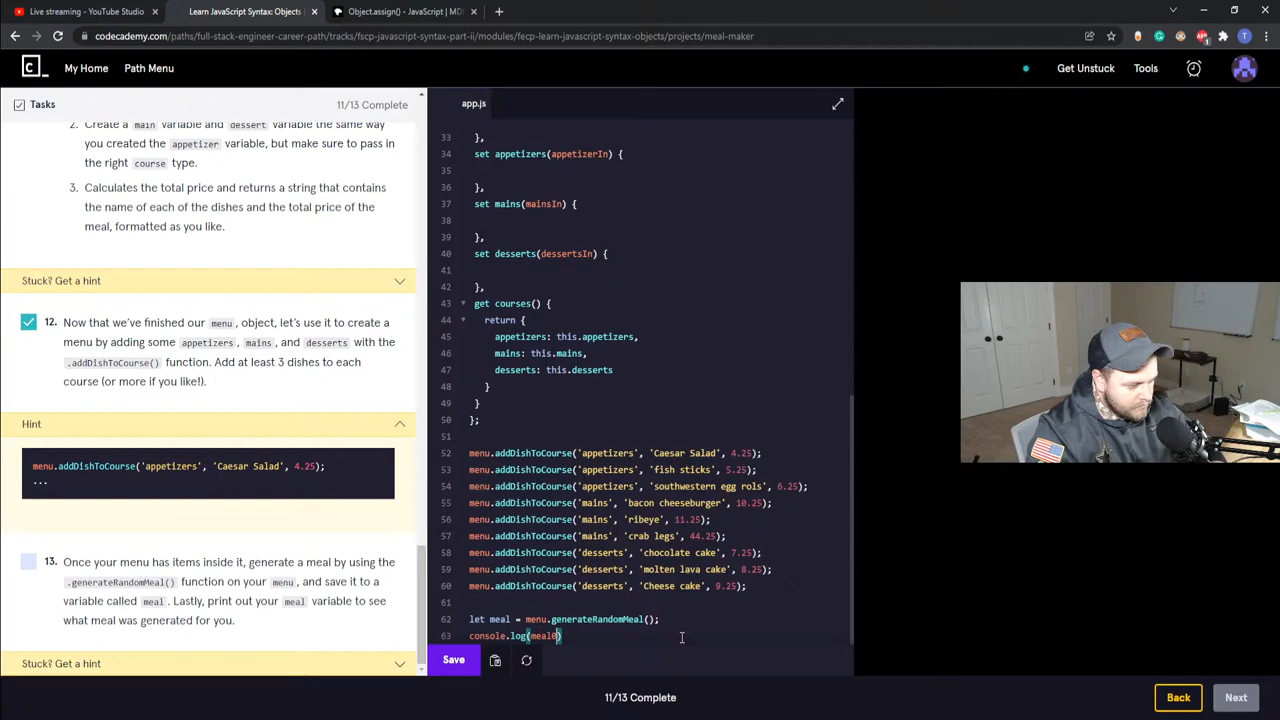 Live streaming - YouTube Studio
Learn JavaScript Syntax: Objects
Object.assign() - JavaScript | MD
codecademy.com/paths/full-stack-engineer-career-path/tracks/fscp-javascript-syntax-part-ii/modules/fecp-learn-javascript-syntax-objects/projects/meal-maker
My Home
Path Menu
Get Unstuck
Tools
Tasks
11/13 Complete
2. Create a main variable and dessert variable the same way
you created the appetizer variable, but make sure to pass in
the right course type.
3. Calculates the total price and returns a string that contains
the name of each of the dishes and the total price of the
meal, formatted as you like.
Stuck? Get a hint
12. Now that we've finished our menu, object, let's use it to create a
menu by adding some appetizers, mains, and desserts with the
.addDishToCourse() function. Add at least 3 dishes to each
course (or more if you like!).
Hint
menu.addDishToCourse('appetizers', 'Caesar Salad', 4.25);
...
13. Once your menu has items inside it, generate a meal by using the
.generateRandomMeal() function on your menu, and save it to a
variable called meal. Lastly, print out your meal variable to see
what meal was generated for you.
Stuck? Get a hint
app.js
33 },
34 set appetizers(appetizerIn) {
35
36 },
37 set mains(mainsIn) {
38
39 },
40 set desserts(dessertsIn) {
41
42 },
43 get courses() {
44 return {
45 appetizers: this.appetizers,
46 mains: this.mains,
47 desserts: this.desserts
48 }
49 }
50 };
51
52 menu.addDishToCourse('appetizers', 'Caesar Salad', 4.25);
53 menu.addDishToCourse('appetizers', 'fish sticks', 5.25);
54 menu.addDishToCourse('appetizers', 'southwestern egg rols', 6.25);
55 menu.addDishToCourse('mains', 'bacon cheeseburger', 10.25);
56 menu.addDishToCourse('mains', 'ribeye', 11.25);
57 menu.addDishToCourse('mains', 'crab legs', 44.25);
58 menu.addDishToCourse('desserts', 'chocolate cake', 7.25);
59 menu.addDishToCourse('desserts', 'molten lava cake', 8.25);
60 menu.addDishToCourse('desserts', 'Cheese cake', 9.25);
61
62 let meal = menu.generateRandomMeal();
63 console.log(meal0)
Save
11/13 Complete
Back
Next